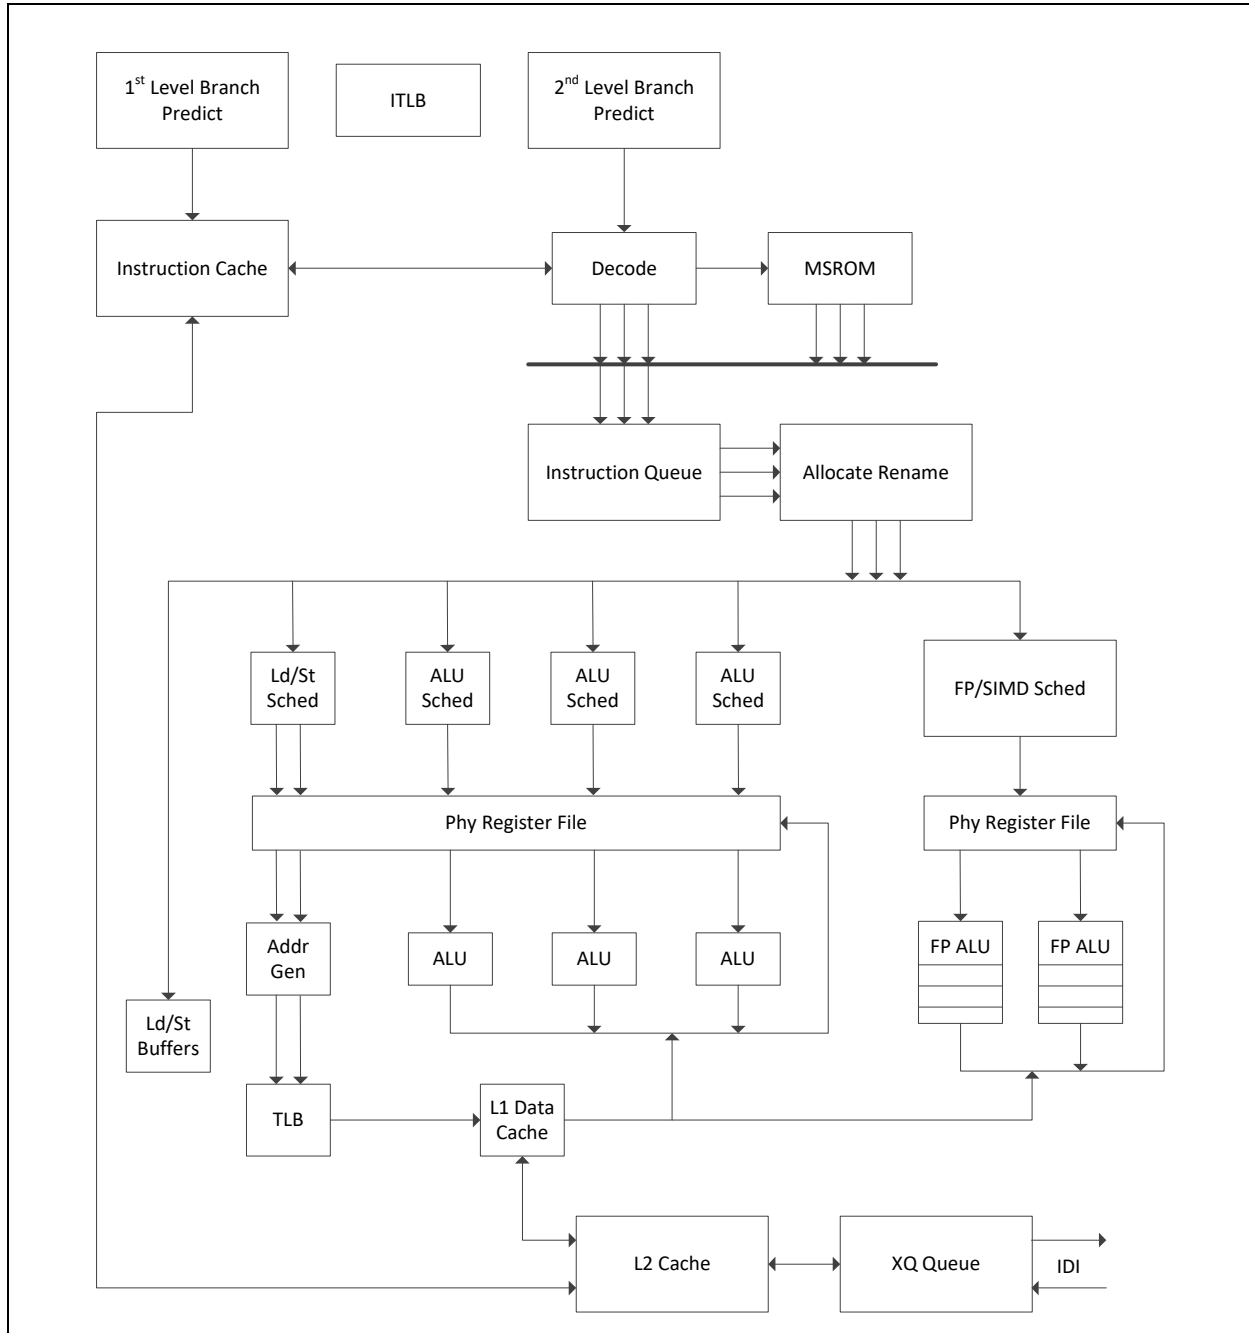 1st Level Branch
Predict
ITLB
2nd Level Branch
Predict
Instruction Cache
Decode
MSROM
Instruction Queue
Allocate Rename
Ld/St
Sched
ALU
Sched
ALU
Sched
ALU
Sched
FP/SIMD Sched
Phy Register File
Phy Register File
Addr
Gen
ALU
ALU
ALU
FP ALU
FP ALU
Ld/St
Buffers
TLB
L1 Data
Cache
L2 Cache
XQ Queue
IDI